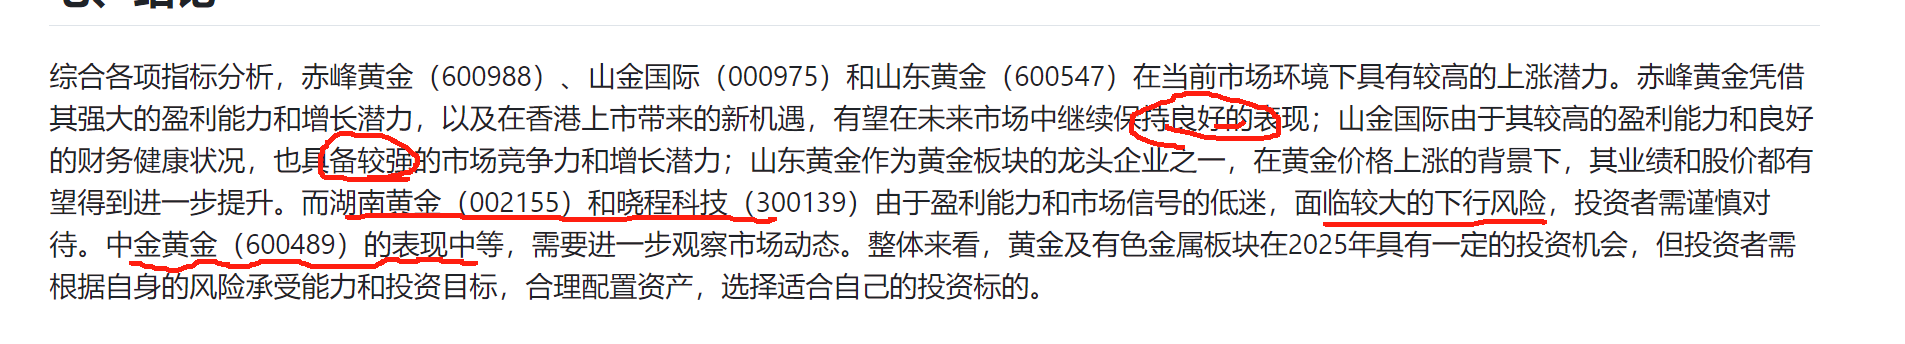 综合各项指标分析，赤峰黄金（600988）、山金国际（000975）和山东黄金（600547）在当前市场环境下具有较高的上涨潜力。赤峰黄金凭借
其强大的盈利能力和增长潜力，以及在香港上市带来的新机遇，有望在未来市场中继续保持良好的表现；山金国际由于其较高的盈利能力和良好
的财务健康状况，也具备较强的市场竞争力和增长潜力；山东黄金作为黄金板块的龙头企业之一，在黄金价格上涨的背景下，其业绩和股价都有
望得到进一步提升。而湖南黄金（002155）和晓程科技（300139）由于盈利能力和市场信号的低迷，面临较大的下行风险，投资者需谨慎对
待。中金黄金（600489）的表现中等，需要进一步观察市场动态。整体来看，黄金及有色金属板块在2025年具有一定的投资机会，但投资者需
根据自身的风险承受能力和投资目标，合理配置资产，选择适合自己的投资标的。